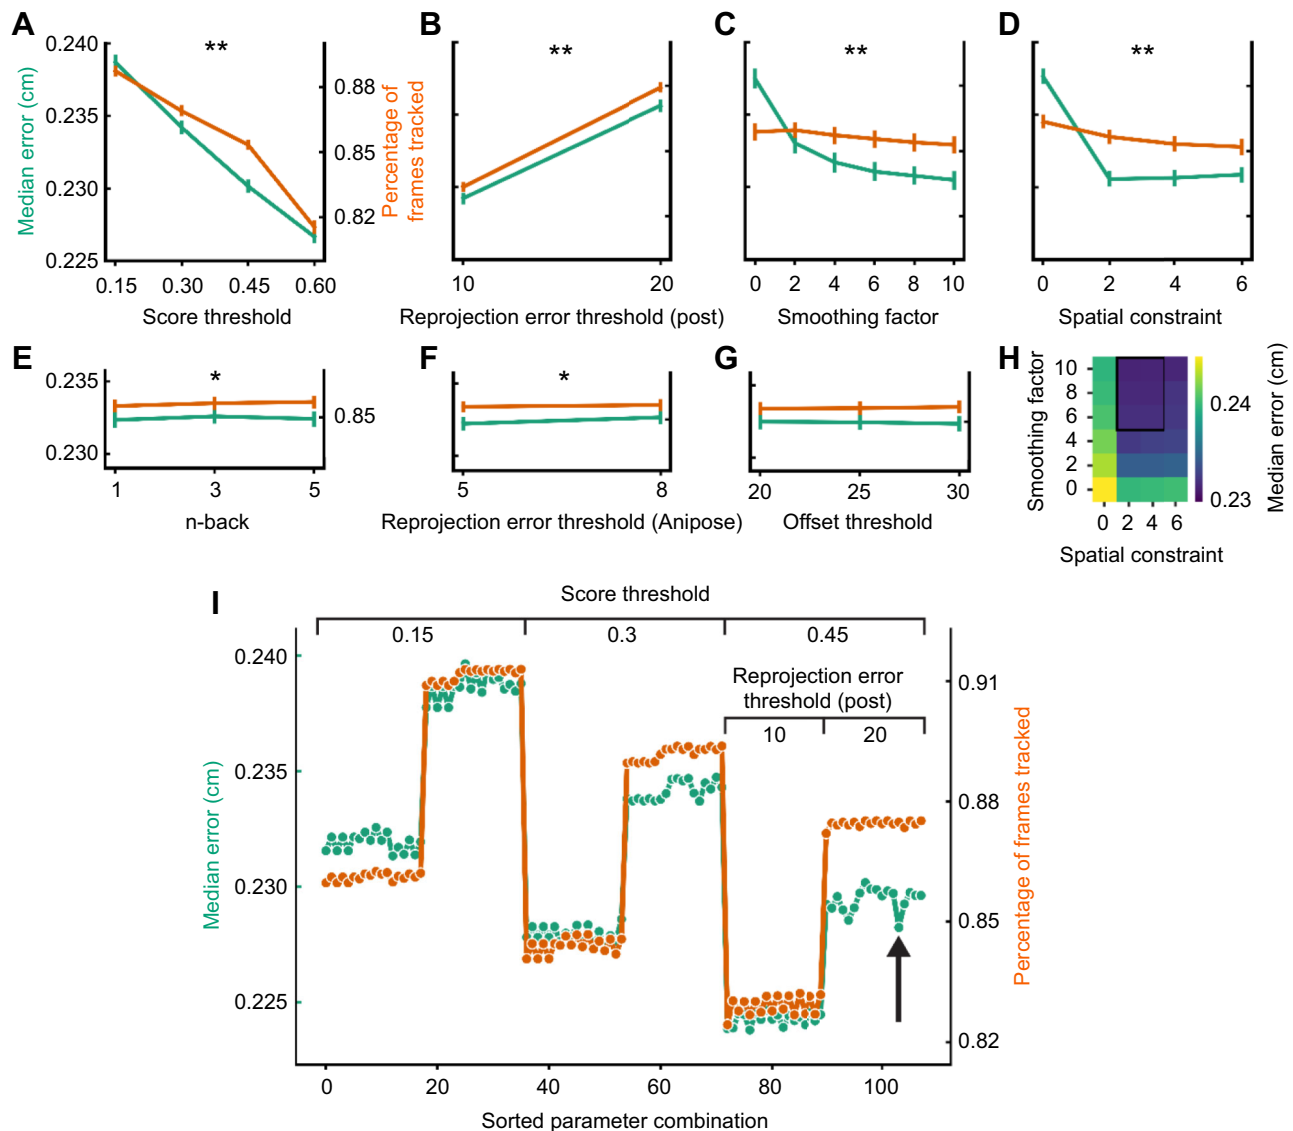 A
**
0.240
0.235
0.230
0.225
Median error (cm)
0.88
0.85
0.82
Percentage of
frames tracked
0.15 0.30 0.45 0.60
Score threshold
B
**
10 20
Reprojection error threshold (post)
C
**
0 2 4 6 8 10
Smoothing factor
D
**
0 2 4 6
Spatial constraint
E
*
0.235
0.230
0.85
1 3 5
n-back
F
*
5 8
Reprojection error threshold (Anipose)
G
20 25 30
Offset threshold
H
Smoothing factor
10
8
6
4
2
0
0 2 4 6
Spatial constraint
0.24
0.23
Median error (cm)
I
Score threshold
0.15 0.3 0.45
Reprojection error
threshold (post)
10 20
0.240
0.235
0.230
0.225
Median error (cm)
0.91
0.88
0.85
0.82
Percentage of frames tracked
0 20 40 60 80 100
Sorted parameter combination